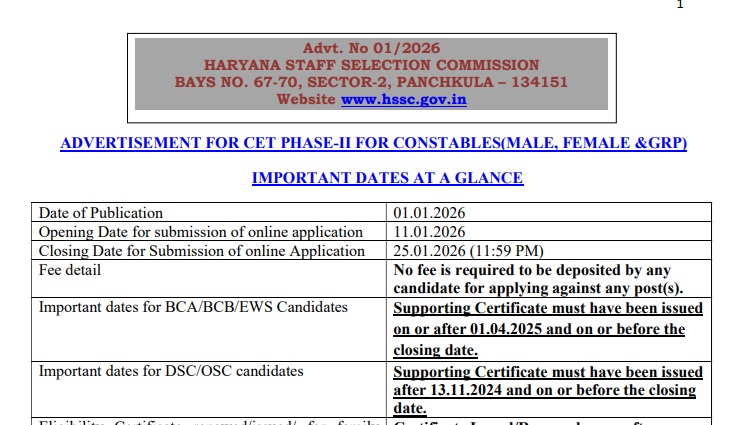 1
Advt. No 01/2026
HARYANA STAFF SELECTION COMMISSION
BAYS NO. 67-70, SECTOR-2, PANCHKULA – 134151
Website www.hssc.gov.in
ADVERTISEMENT FOR CET PHASE-II FOR CONSTABLES(MALE, FEMALE &GRP)
IMPORTANT DATES AT A GLANCE
Date of Publication 01.01.2026
Opening Date for submission of online application 11.01.2026
Closing Date for Submission of online Application 25.01.2026 (11:59 PM)
Fee detail No fee is required to be deposited by any
candidate for applying against any post(s).
Important dates for BCA/BCB/EWS Candidates Supporting Certificate must have been issued
on or after 01.04.2025 and on or before the
closing date.
Important dates for DSC/OSC candidates Supporting Certificate must have been issued
after 13.11.2024 and on or before the closing
date.